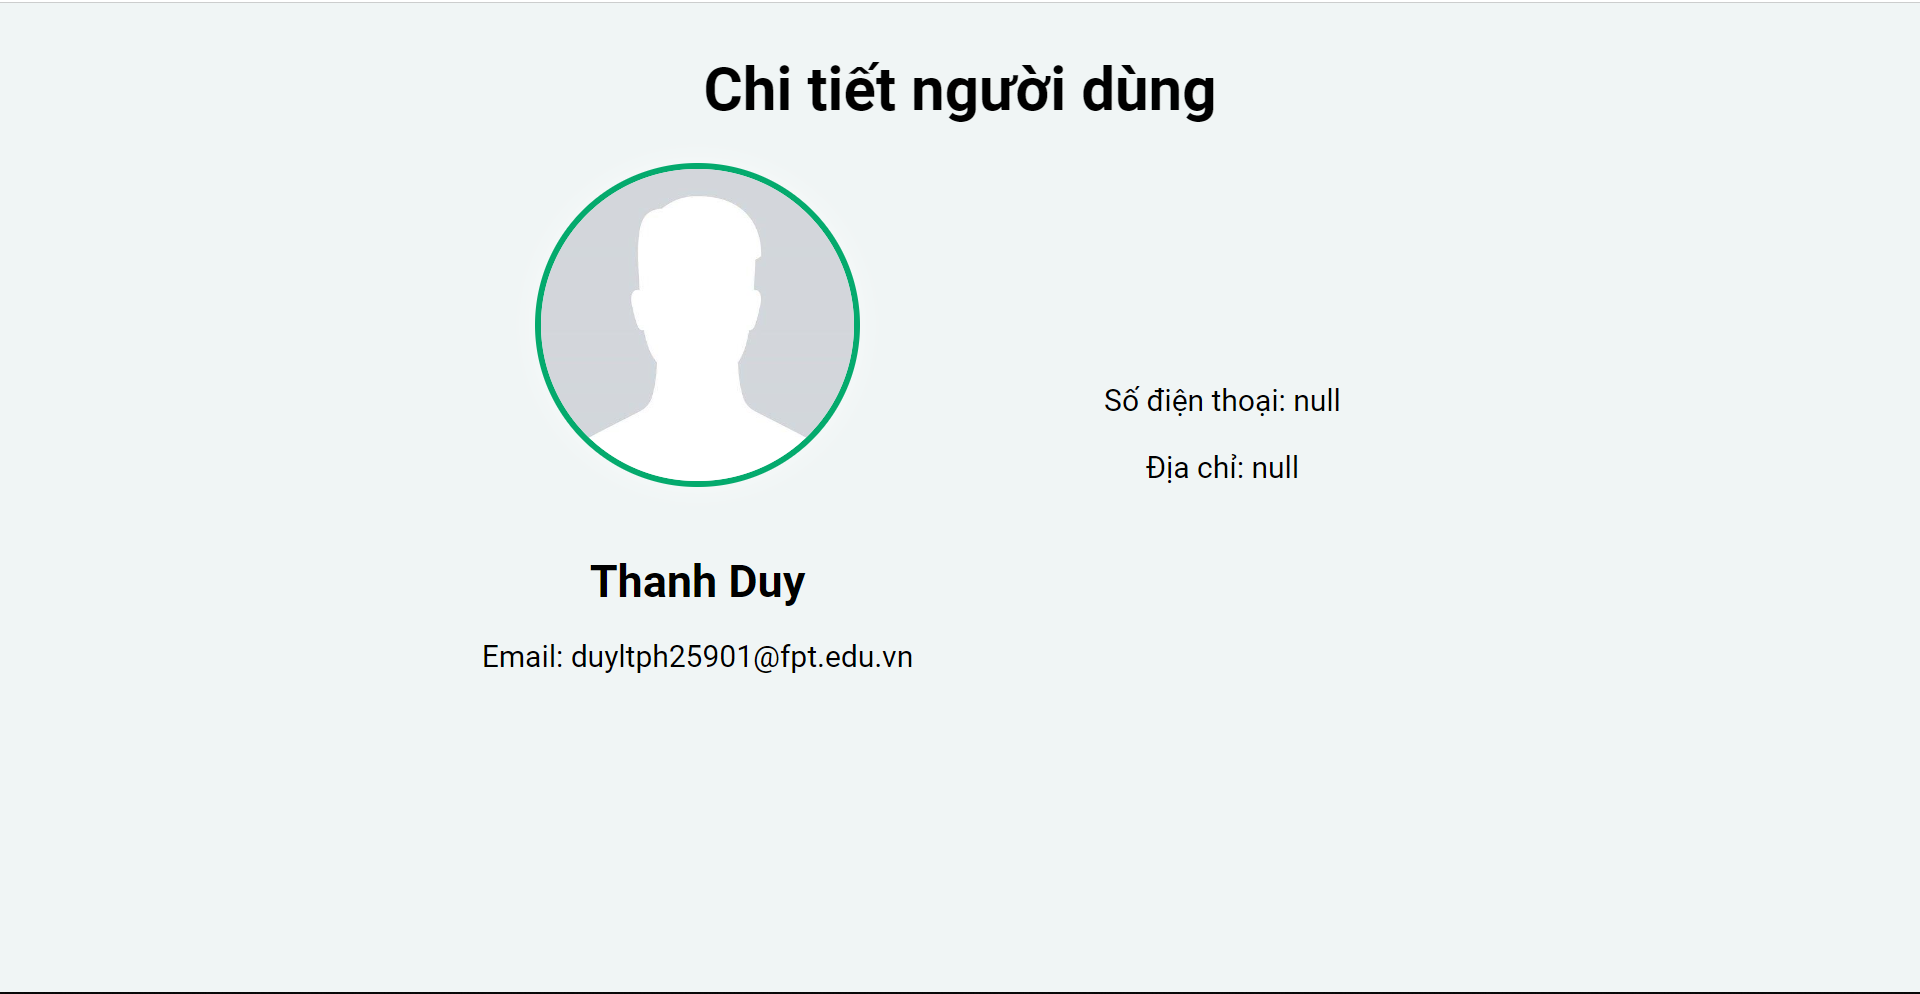 Chi tiết người dùng
Thanh Duy
Email: duyltph25901@fpt.edu.vn
Số điện thoại: null
Địa chỉ: null